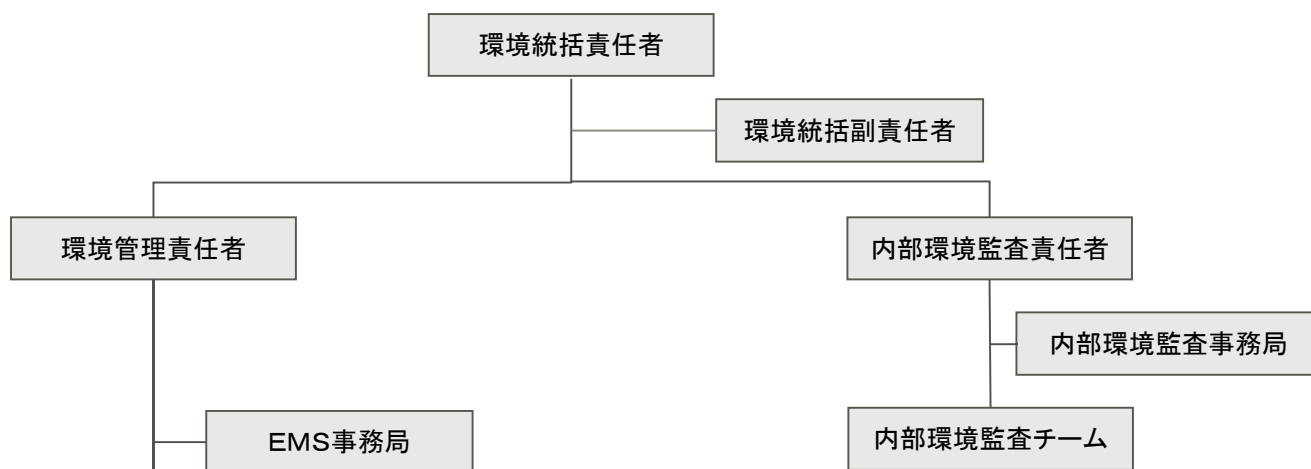 環境統括責任者
環境統括副責任者
環境管理責任者
内部環境監査責任者
内部環境監査事務局
EMS事務局
内部環境監査チーム